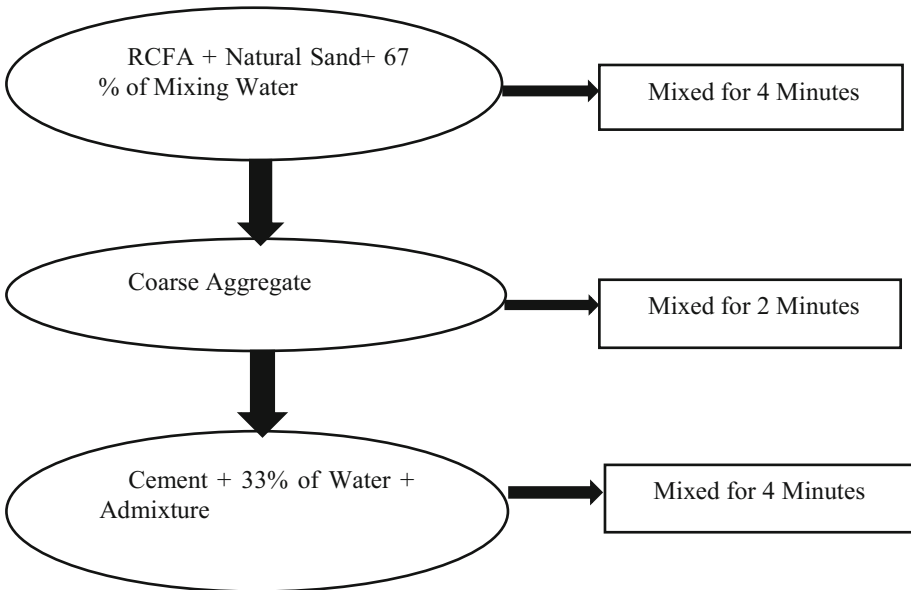 RCFA + Natural Sand+ 67
% of Mixing Water
Mixed for 4 Minutes
Coarse Aggregate
Mixed for 2 Minutes
Cement + 33% of Water +
Admixture
Mixed for 4 Minutes